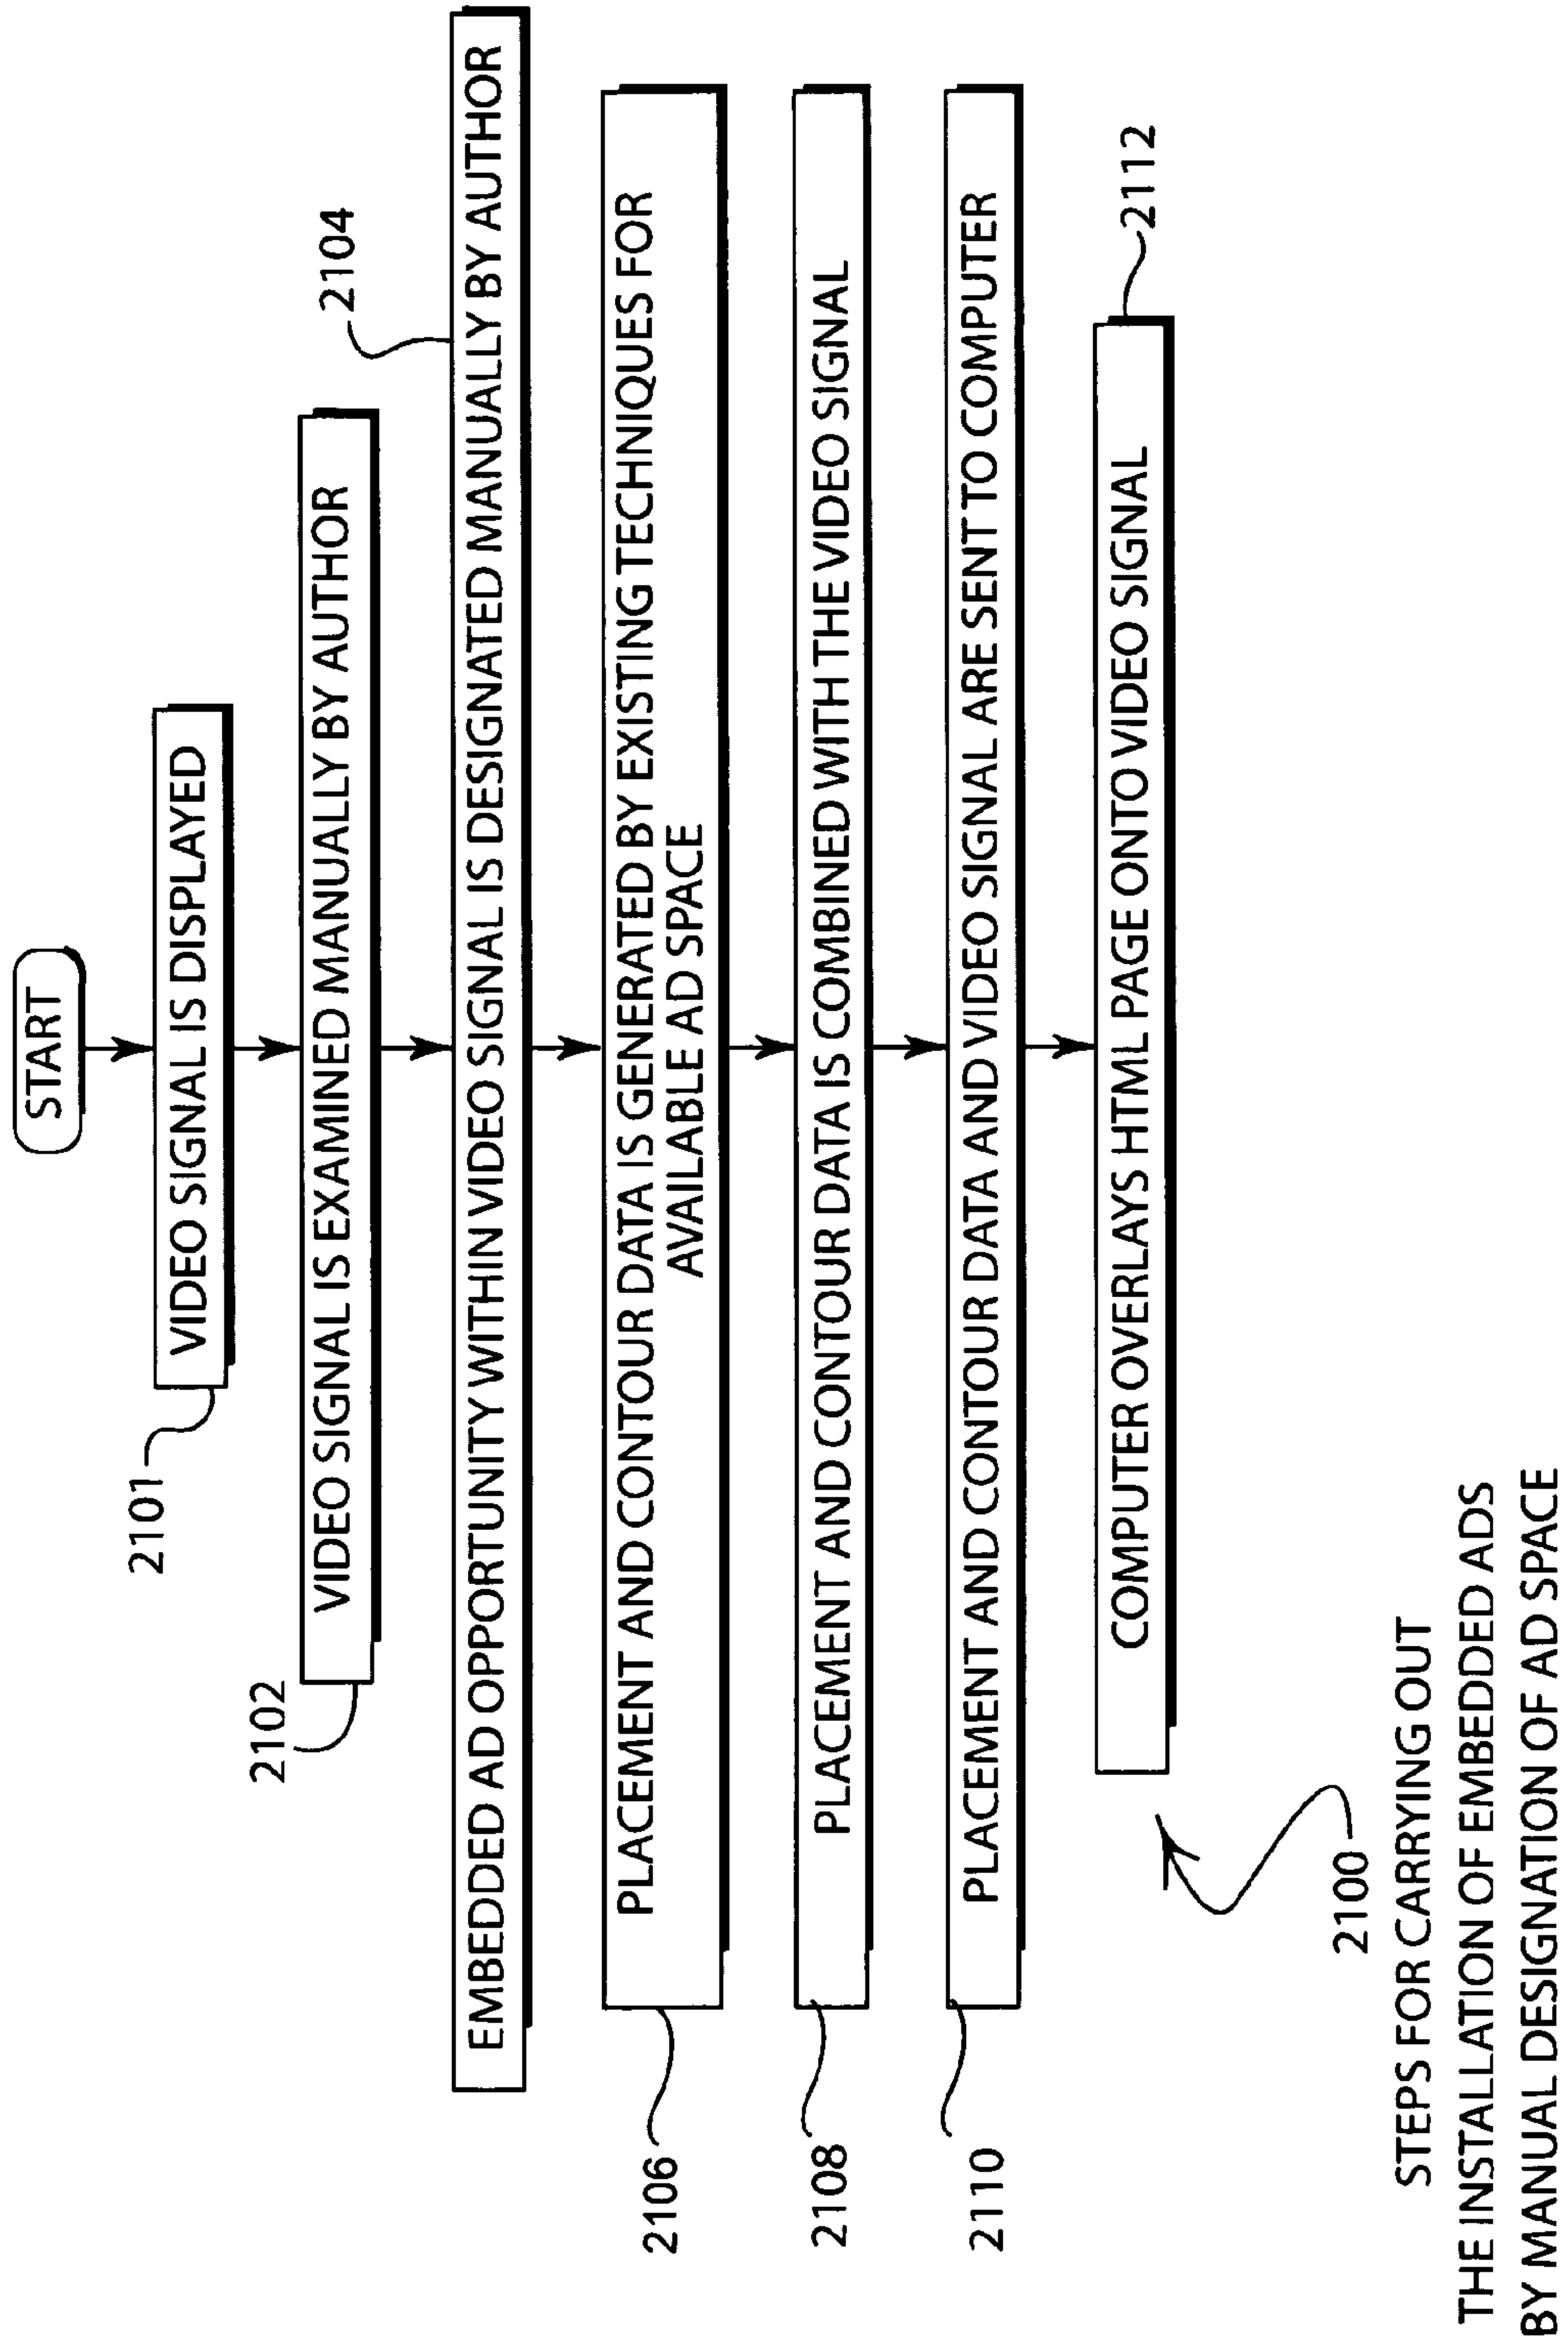 START
VIDEO SIGNAL IS DISPLAYED
2101
VIDEO SIGNAL IS EXAMINED MANUALLY BY AUTHOR
2102
EMBEDDED AD OPPORTUNITY WITHIN VIDEO SIGNAL IS DESIGNATED MANUALLY BY AUTHOR
2104
PLACEMENT AND CONTOUR DATA IS GENERATED BY EXISTING TECHNIQUES FOR
AVAILABLE AD SPACE
2106
PLACEMENT AND CONTOUR DATA IS COMBINED WITH THE VIDEO SIGNAL
2108
PLACEMENT AND CONTOUR DATA AND VIDEO SIGNAL ARE SENT TO COMPUTER
2110
COMPUTER OVERLAYS HTML PAGE ONTO VIDEO SIGNAL
2112
2100
STEPS FOR CARRYING OUT
THE INSTALLATION OF EMBEDDED ADS
BY MANUAL DESIGNATION OF AD SPACE